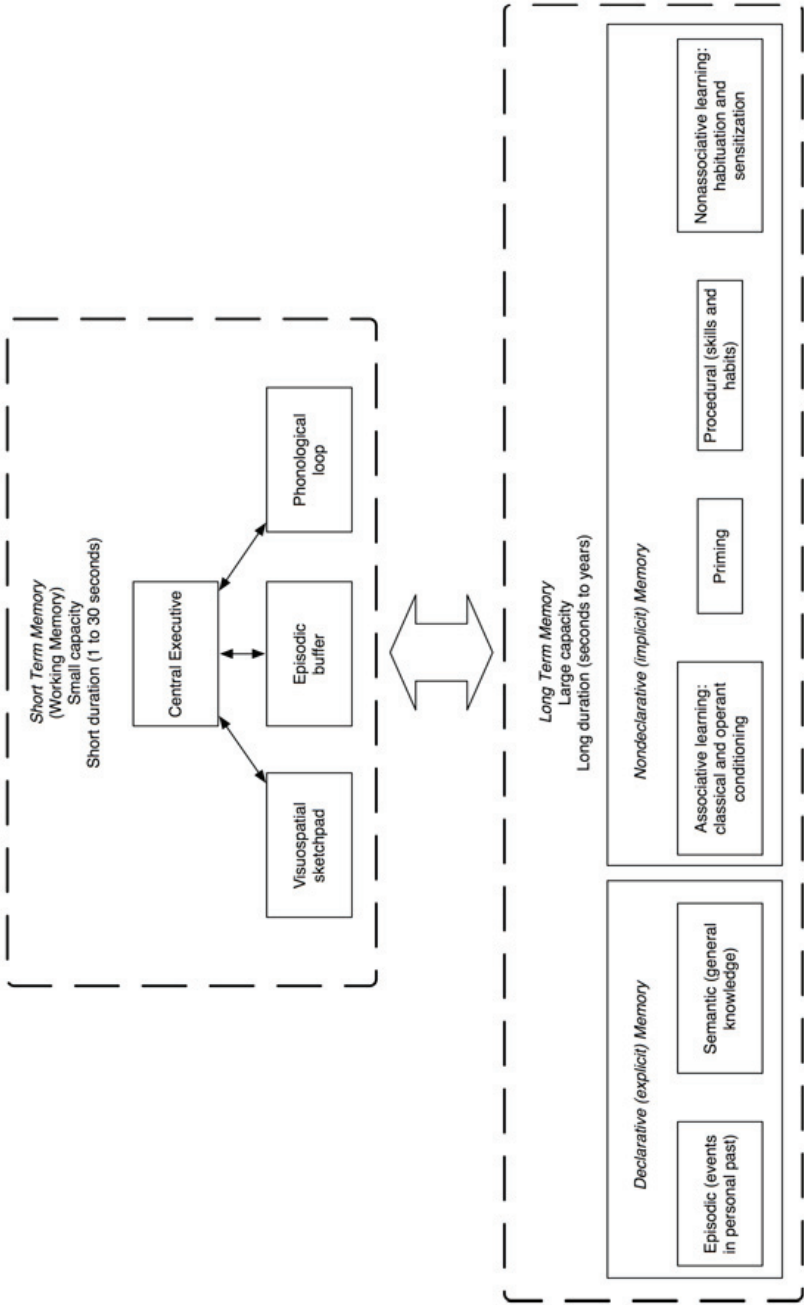 Short Term Memory
(Working Memory)
Small capacity
Short duration (1 to 30 seconds)
Central Executive
Visuospatial
sketchpad
Episodic
buffer
Phonological
loop
Long Term Memory
Large capacity
Long duration (seconds to years)
Declarative (explicit) Memory
Episodic (events
in personal past)
Semantic (general
knowledge)
Nondeclarative (implicit) Memory
Associative learning:
classical and operant
conditioning
Priming
Procedural (skills and
habits)
Nonassociative learning:
habituation and
sensitization